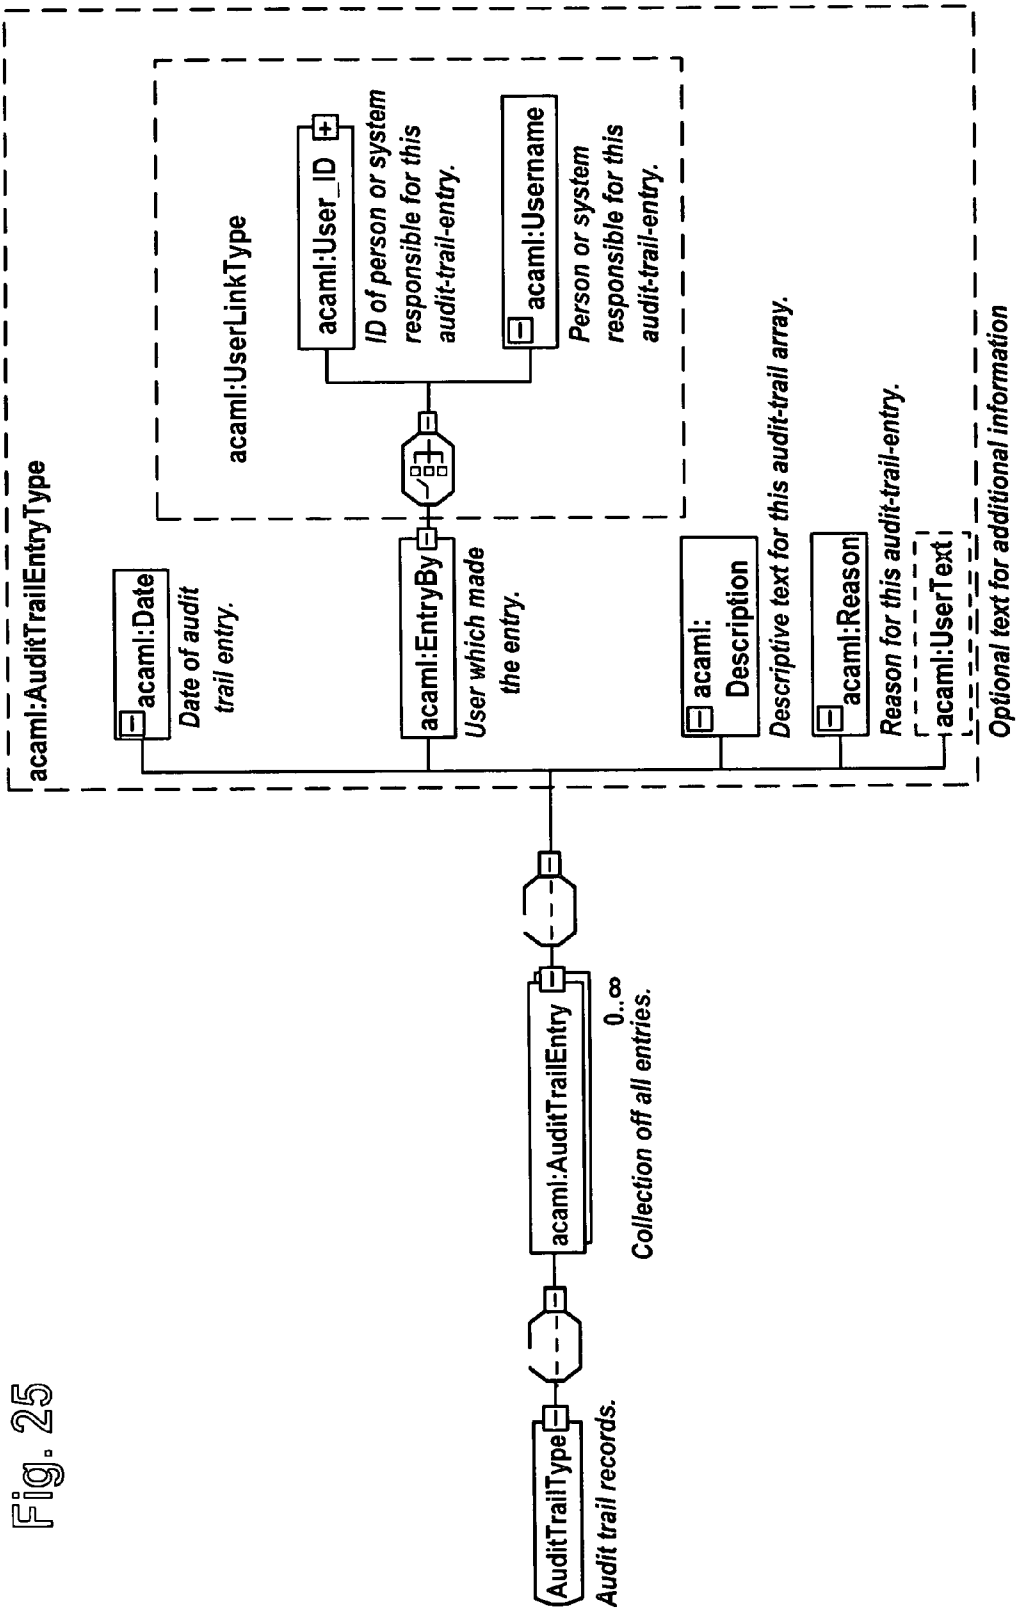 Fig. 25
AuditTrailType
Audit trail records.
acaml:AuditTrailEntry
0..∞
Collection off all entries.
acaml:AuditTrailEntryType
acaml:Date
Date of audit
trail entry.
acaml:EntryBy
User which made
the entry.
acaml:UserLinkType
acaml:User_ID
ID of person or system
responsible for this
audit-trail-entry.
acaml:Username
Person or system
responsible for this
audit-trail-entry.
acaml:
Description
Descriptive text for this audit-trail array.
acaml:Reason
Reason for this audit-trail-entry.
acaml:UserText
Optional text for additional information